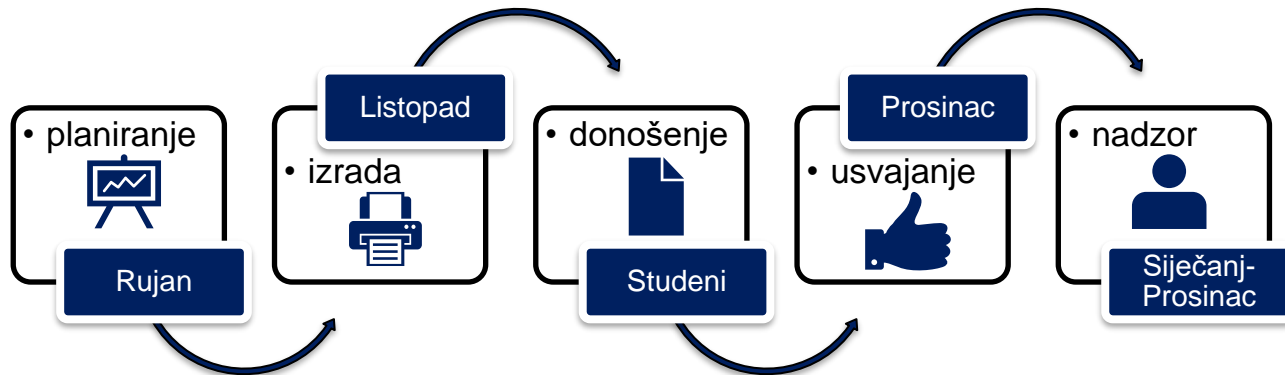 • planiranje
Rujan
Listopad
• izrada
• donošenje
Studeni
Prosinac
• usvajanje
• nadzor
Siječanj-
Prosinac